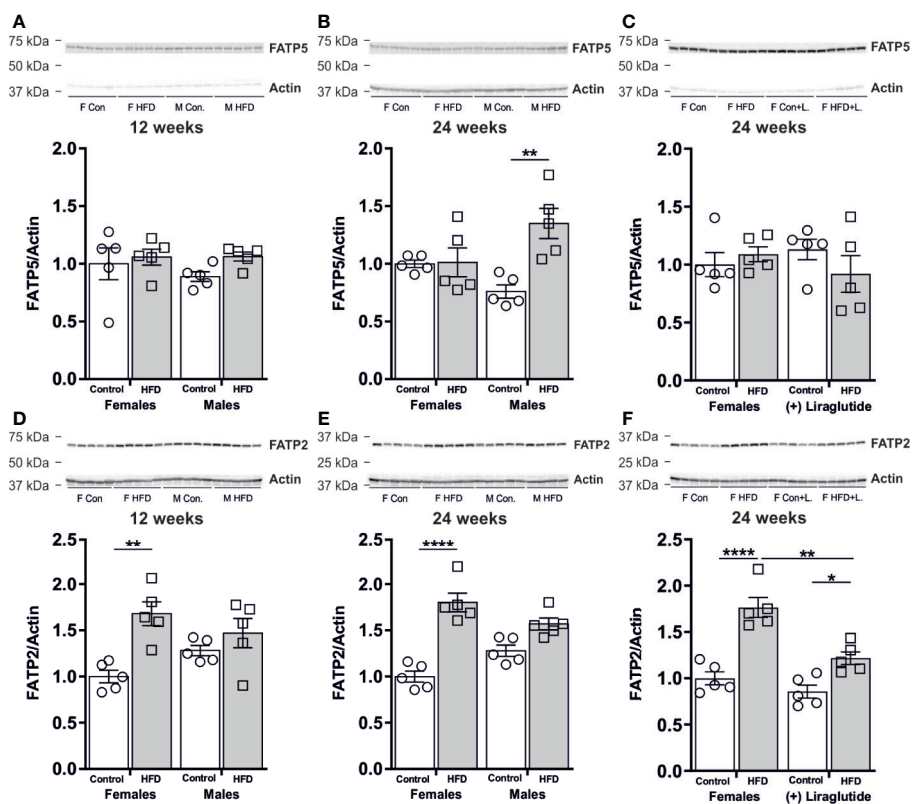 A
75 kDa
FATP5
50 kDa
37 kDa
Actin
F Con F HFD M Con. M HFD
12 weeks
2.0
1.5
1.0
0.5
0.0
FATP5/Actin
Control HFD Control HFD
Females Males
B
75 kDa
FATP5
50 kDa
37 kDa
Actin
F Con F HFD M Con. M HFD
24 weeks
**
2.0
1.5
1.0
0.5
0.0
FATP5/Actin
Control HFD Control HFD
Females Males
C
75 kDa
FATP5
50 kDa
37 kDa
Actin
F Con F HFD F Con+L. F HFD+L.
24 weeks
2.0
1.5
1.0
0.5
0.0
FATP5/Actin
Control HFD Control HFD
Females (+) Liraglutide
D
75 kDa
FATP2
50 kDa
37 kDa
Actin
F Con F HFD M Con. M HFD
12 weeks
**
2.5
2.0
1.5
1.0
0.5
0.0
FATP2/Actin
Control HFD Control HFD
Females Males
E
37 kDa
FATP2
25 kDa
37 kDa
Actin
F Con F HFD M Con. M HFD
24 weeks
****
2.5
2.0
1.5
1.0
0.5
0.0
FATP2/Actin
Control HFD Control HFD
Females Males
F
37 kDa
FATP2
25 kDa
37 kDa
Actin
F Con F HFD F Con+L. F HFD+L.
24 weeks
**** **
*
2.5
2.0
1.5
1.0
0.5
0.0
FATP2/Actin
Control HFD Control HFD
Females (+) Liraglutide